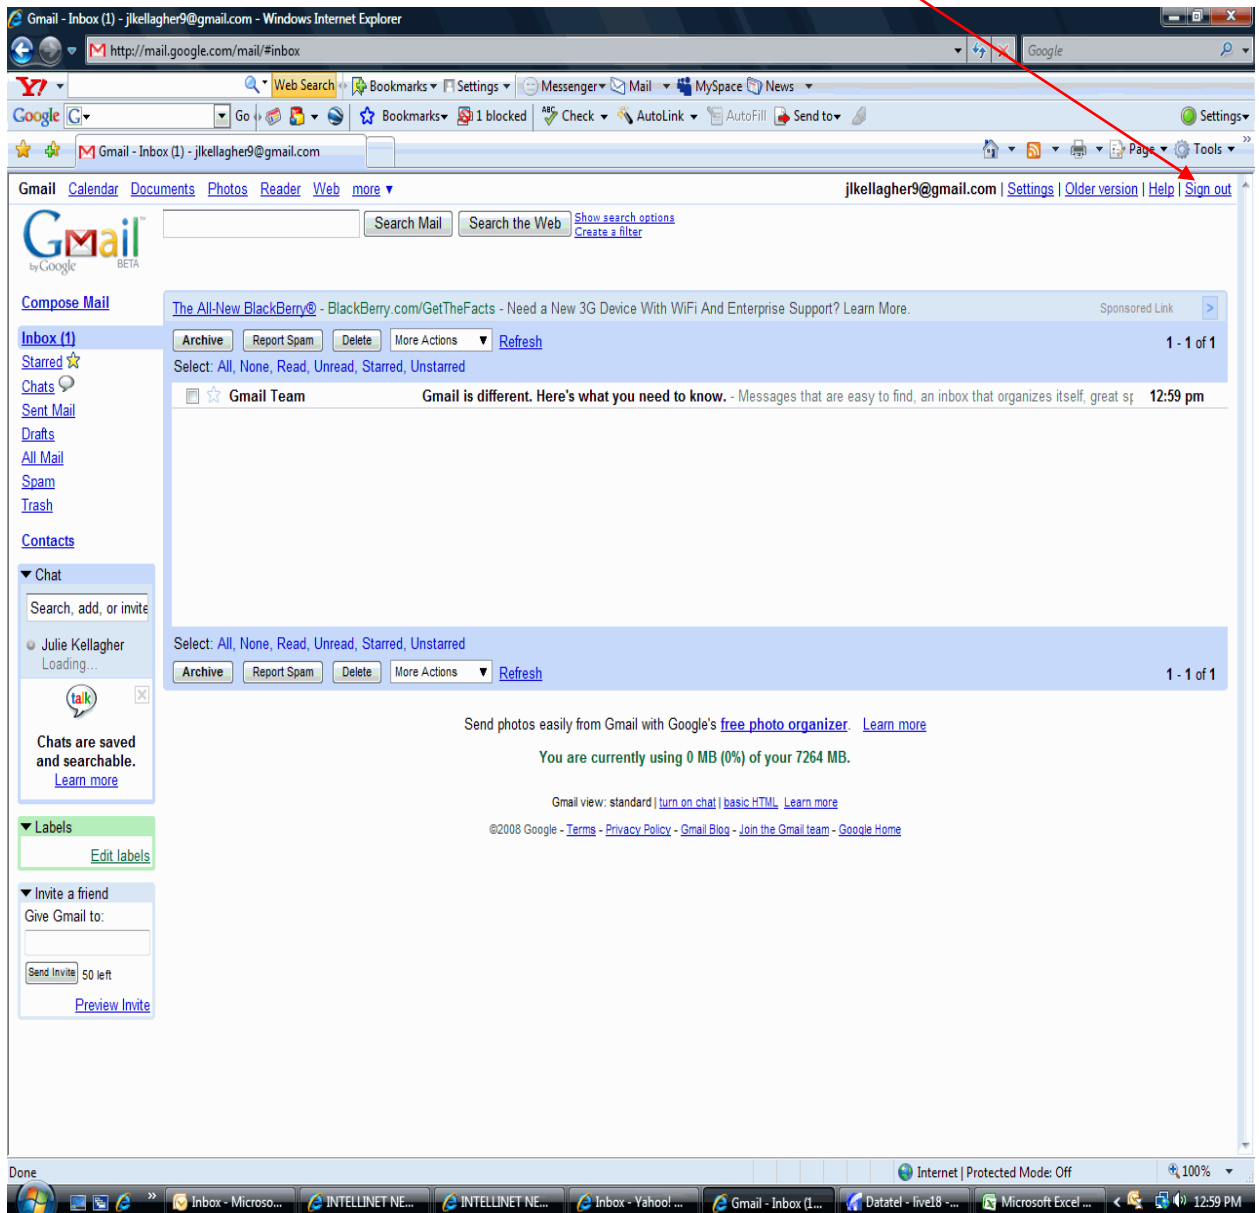 Gmail - Inbox (1) - jlkellagher9@gmail.com - Windows Internet Explorer
http://mail.google.com/mail/#inbox
Google
Y! Web Search Bookmarks Settings Messenger Mail MySpace News
Google G Go Bookmarks 1 blocked ABC Check AutoLink AutoFill Send to Settings
Gmail - Inbox (1) - jlkellagher9@gmail.com Page Tools
Gmail Calendar Documents Photos Reader Web more jlkellagher9@gmail.com | Settings | Older version | Help | Sign out
Search Mail Search the Web Show search options
Create a filter
Gmail™
by Google BETA
Compose Mail
The All-New BlackBerry® - BlackBerry.com/GetTheFacts - Need a New 3G Device With WiFi And Enterprise Support? Learn More. Sponsored Link >
Inbox (1)
Archive Report Spam Delete More Actions Refresh 1 - 1 of 1
Starred
Select: All, None, Read, Unread, Starred, Unstarred
Chats
Gmail Team Gmail is different. Here's what you need to know. - Messages that are easy to find, an inbox that organizes itself, great 12:59 pm
Sent Mail
Drafts
All Mail
Spam
Trash
Contacts
Chat
Search, add, or invite
Julie Kellagher
Loading...
talk
Chats are saved
and searchable.
Learn more
Select: All, None, Read, Unread, Starred, Unstarred
Archive Report Spam Delete More Actions Refresh 1 - 1 of 1
Send photos easily from Gmail with Google's free photo organizer. Learn more
You are currently using 0 MB (0%) of your 7264 MB.
Gmail view: standard | turn on chat | basic HTML Learn more
©2008 Google - Terms - Privacy Policy - Gmail Blog - Join the Gmail team - Google Home
Labels
Edit labels
Invite a friend
Give Gmail to:
Send Invite 50 left
Preview Invite
Done Internet | Protected Mode: Off 100%
Inbox - Microso... INTELLINET NE... INTELLINET NE... Inbox - Yahoo! ... Gmail - Inbox (1... Datatel - live18 -... Microsoft Excel ... 12:59 PM